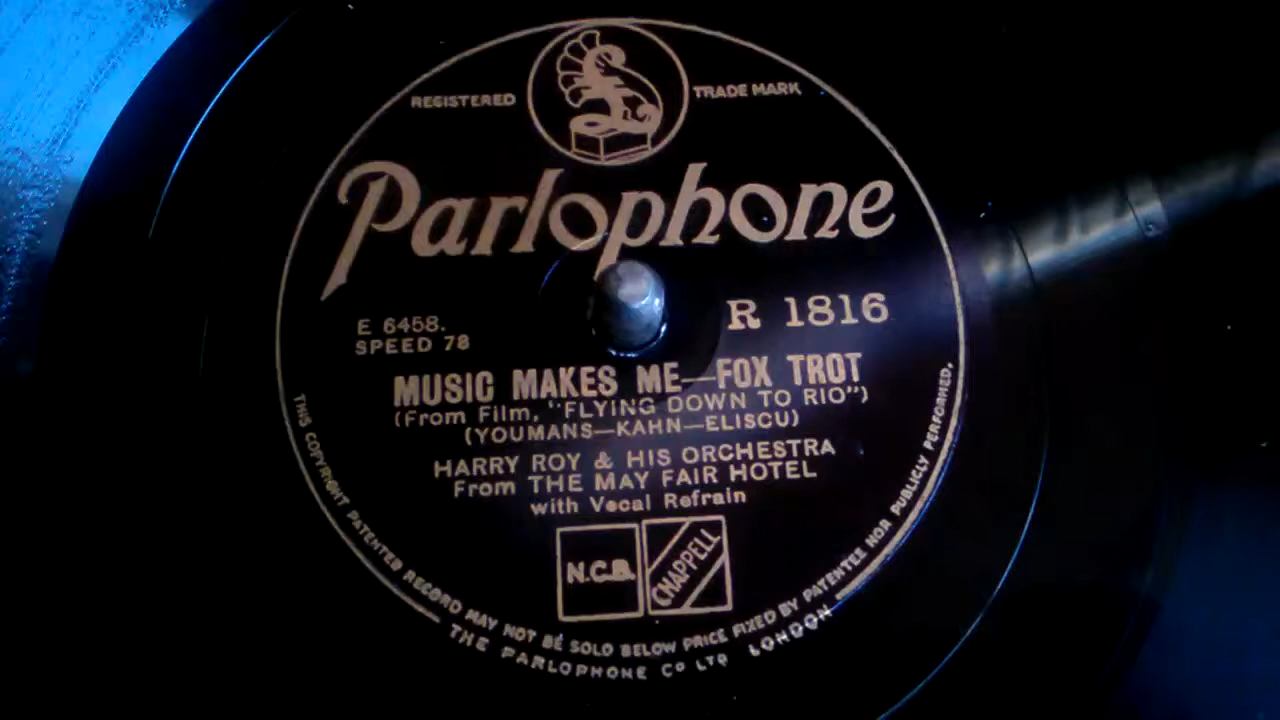 REGISTERED TRADE MARK
Parlophone
R 1816
E 6458.
SPEED 78
MUSIC MAKES ME—FOX TROT
(From Film, "FLYING DOWN TO RIO")
(YOUMANS—KAHN—ELISCU)
HARRY ROY & HIS ORCHESTRA
From THE MAY FAIR HOTEL
with Vocal Refrain
N.C.B.
CHAPPELL
THIS COPYRIGHT PATENTED RECORD MAY NOT BE SOLD BELOW PRICE FIXED BY PATENTEE NOR PUBLICLY PERFORMED.
THE PARLOPHONE CO LTD LONDON